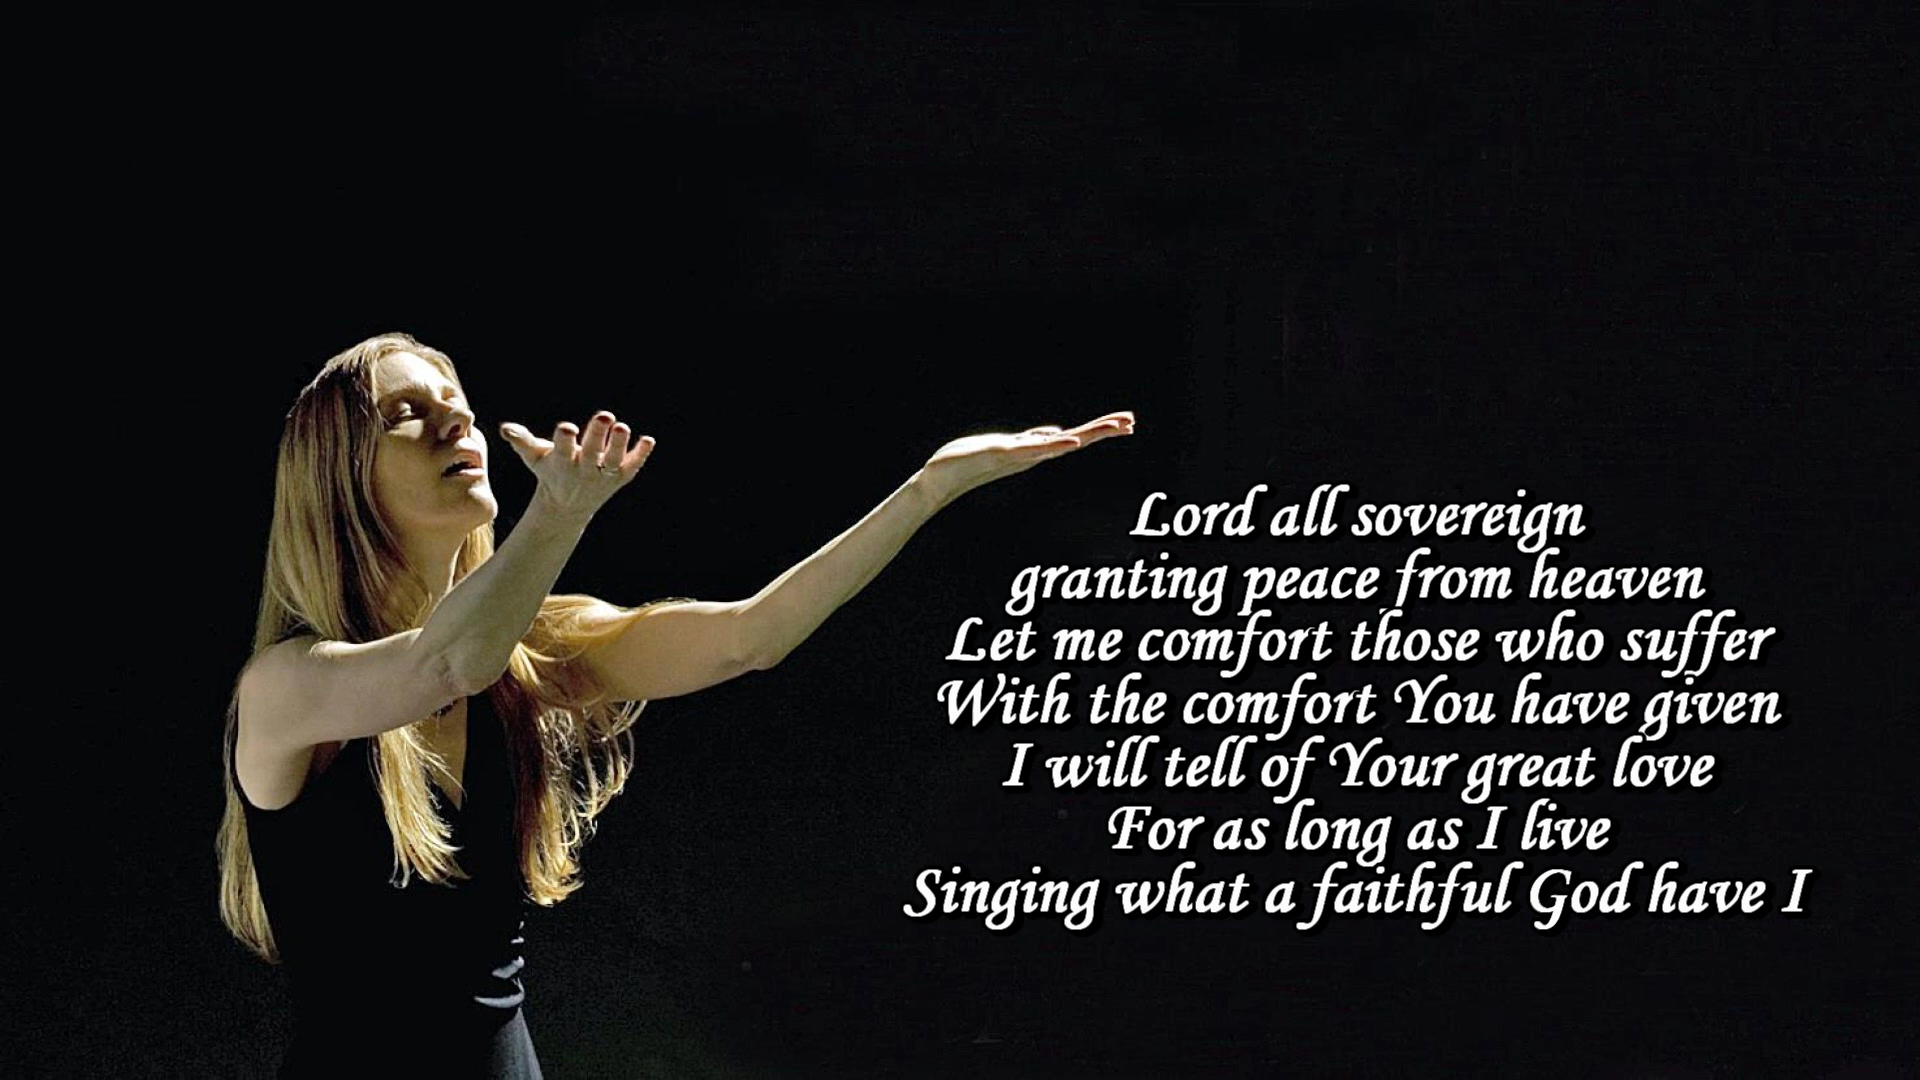 Lord all sovereign
granting peace from heaven
Let me comfort those who suffer
With the comfort You have given
I will tell of Your great love
For as long as I live
Singing what a faithful God have I